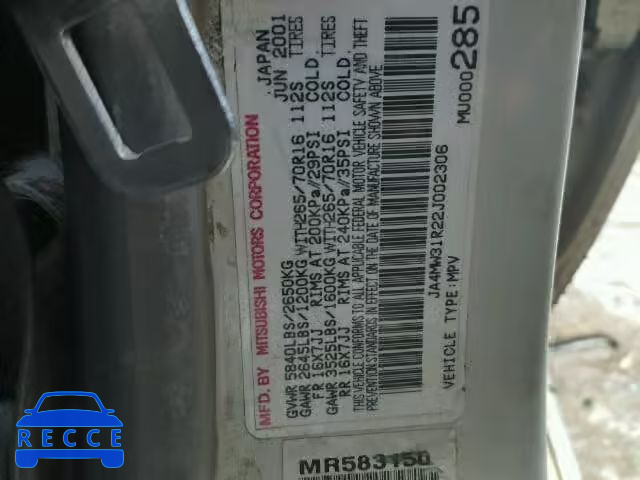 MFD. BY MITSUBISHI MOTORS CORPORATION JAPAN
GVWR 5840LBS/2650KG JUN 2001
GAWR 2645LBS/1200KG WITH265/70R16 112S TIRES
FR 16X7JJ RIMS AT 200KPa//29PSI COLD.
GAWR 3525LBS/1600KG WITH265/70R16 112S TIRES
RR 16X7JJ RIMS AT 240KPa//35PSI COLD.
THIS VEHICLE CONFORMS TO ALL APPLICABLE FEDERAL MOTOR VEHICLE SAFETY AND THEFT
PREVENTION STANDARDS IN EFFECT ON THE DATE OF MANUFACTURE SHOWN ABOVE.
JA4MW31R22J002306
VEHICLE TYPE:MPV MU000285
MR583150
RECCE